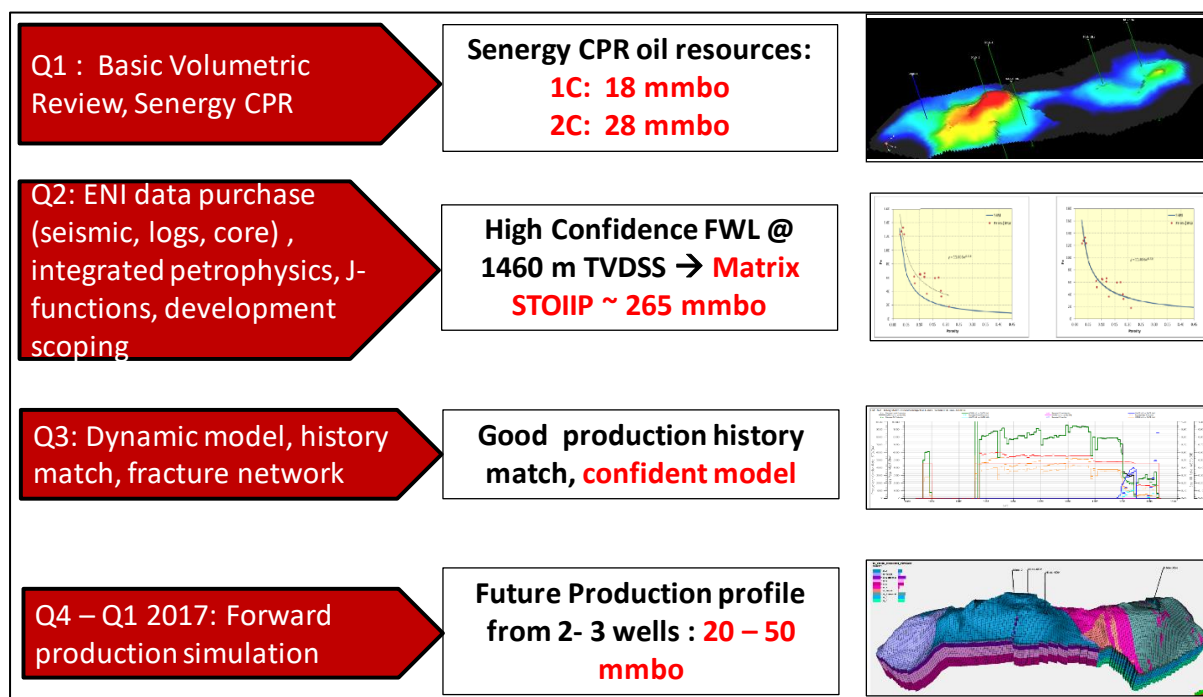 Q1 :  Basic Volumetric
Review, Senergy CPR
Senergy CPR oil resources:
1C:  18 mmbo
2C:  28 mmbo
Q2: ENI data purchase
(seismic, logs, core) ,
integrated petrophysics, J-
functions, development
scoping
High Confidence FWL @
1460 m TVDSS → Matrix
STOIIP ~ 265 mmbo
Porosity
Porosity
Q3: Dynamic model, history
match, fracture network
Good  production history
match, confident model
Q4 – Q1 2017: Forward
production simulation
Future Production profile
from 2- 3 wells : 20 – 50
mmbo